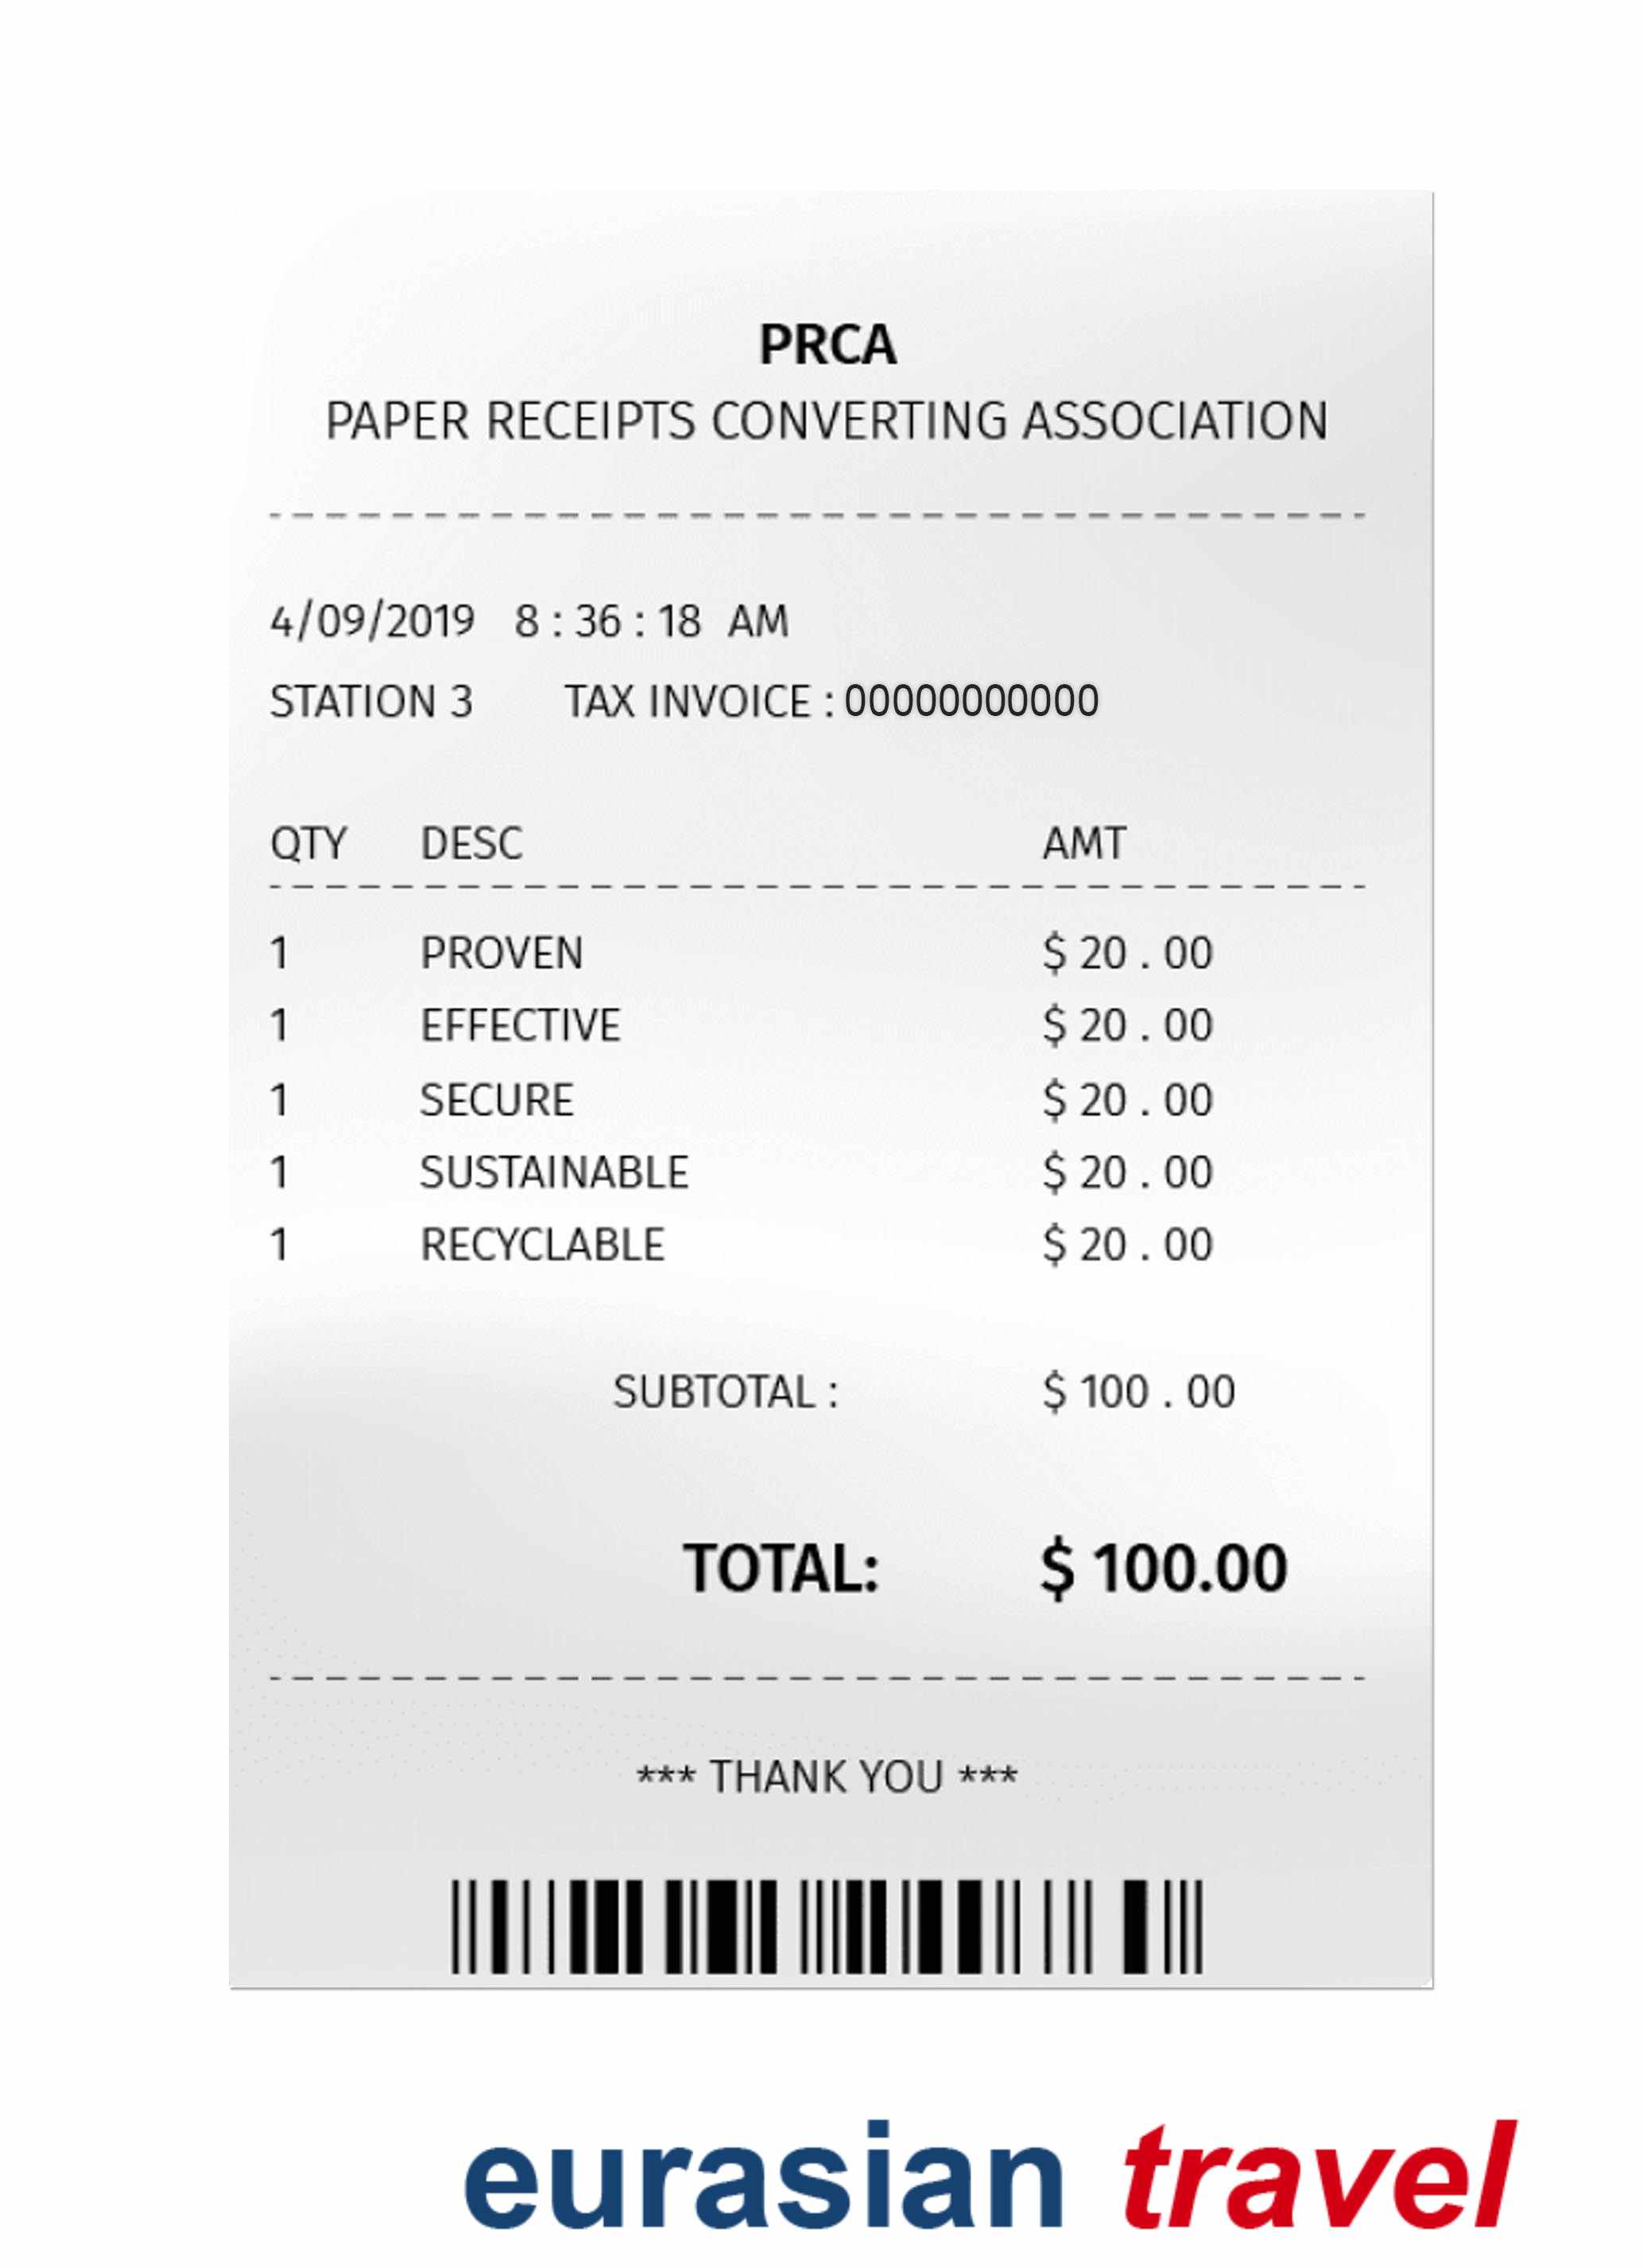 PRCA
PAPER RECEIPTS CONVERTING ASSOCIATION
4/09/2019 8 : 36 : 18 AM
STATION 3 TAX INVOICE : 00000000000
QTY DESC AMT
1 PROVEN $ 20 . 00
1 EFFECTIVE $ 20 . 00
1 SECURE $ 20 . 00
1 SUSTAINABLE $ 20 . 00
1 RECYCLABLE $ 20 . 00
SUBTOTAL : $ 100 . 00
TOTAL: $ 100.00
*** THANK YOU ***
eurasian travel